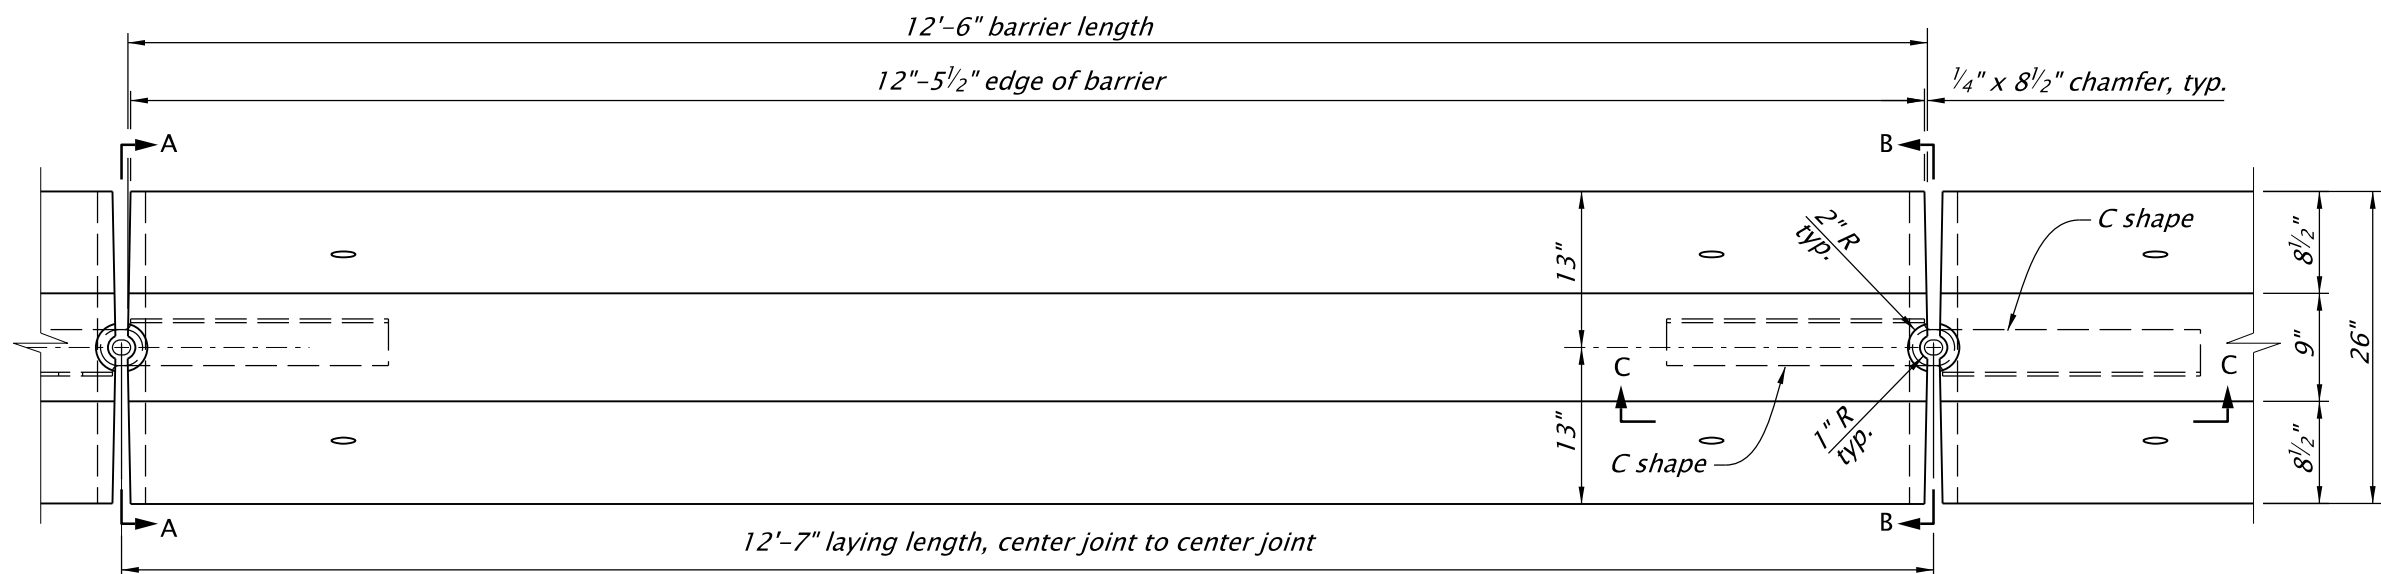 12'-6" barrier length
12"-5½" edge of barrier
¼" x 8½" chamfer, typ.
A
B
2" R
typ.
C shape
13"
8½"
9"
26"
C
C
13"
1" R
typ.
C shape
8½"
A
B
12'-7" laying length, center joint to center joint